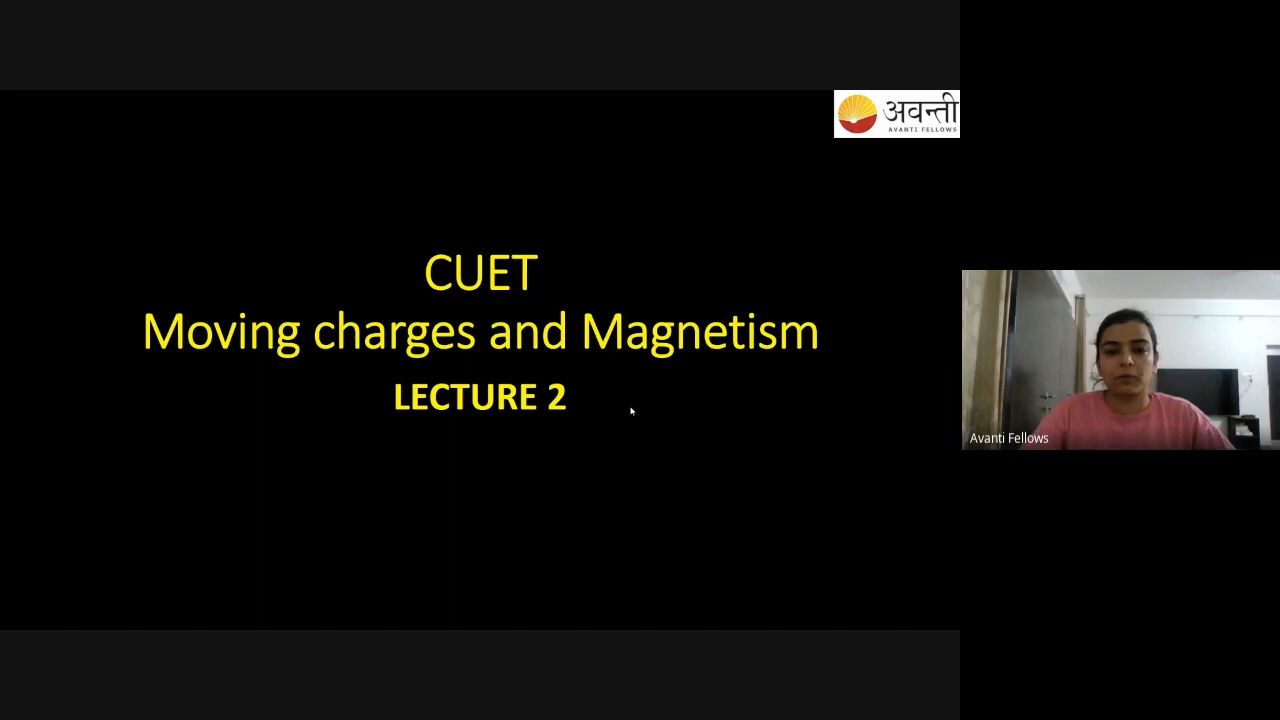 अवन्ती
AVANTI FELLOWS
CUET
Moving charges and Magnetism
LECTURE 2
Avanti Fellows